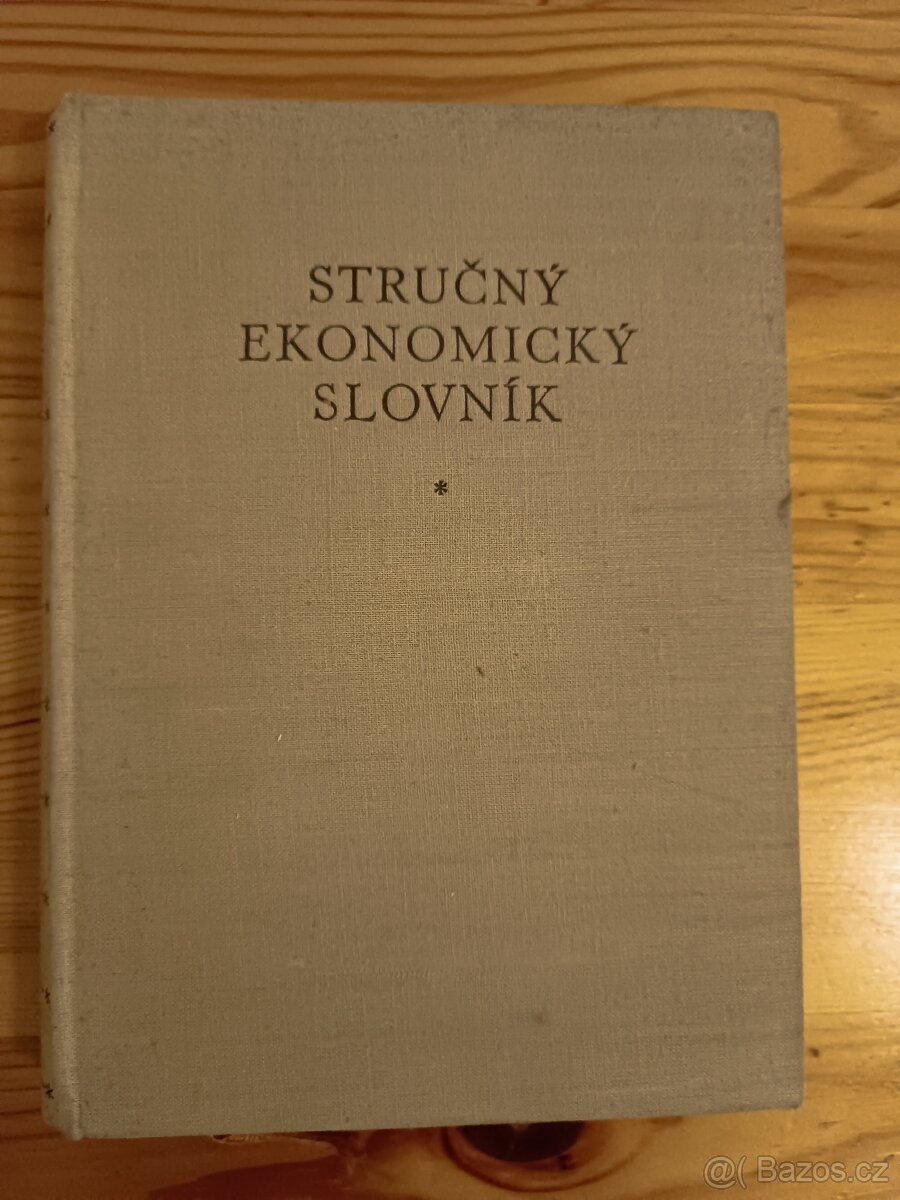 STRUČNÝ
EKONOMICKÝ
SLOVNÍK
*
@( Bazos.cz